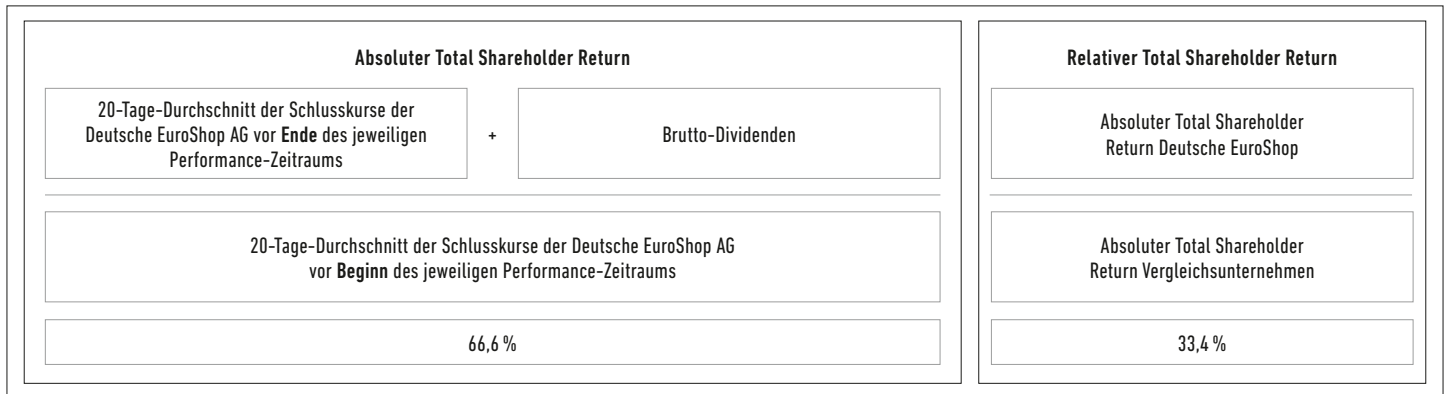 Absoluter Total Shareholder Return
20-Tage-Durchschnitt der Schlusskurse der
Deutsche EuroShop AG vor Ende des jeweiligen
Performance-Zeitraums
+
Brutto-Dividenden
20-Tage-Durchschnitt der Schlusskurse der Deutsche EuroShop AG
vor Beginn des jeweiligen Performance-Zeitraums
66,6 %
Relativer Total Shareholder Return
Absoluter Total Shareholder
Return Deutsche EuroShop
Absoluter Total Shareholder
Return Vergleichsunternehmen
33,4 %